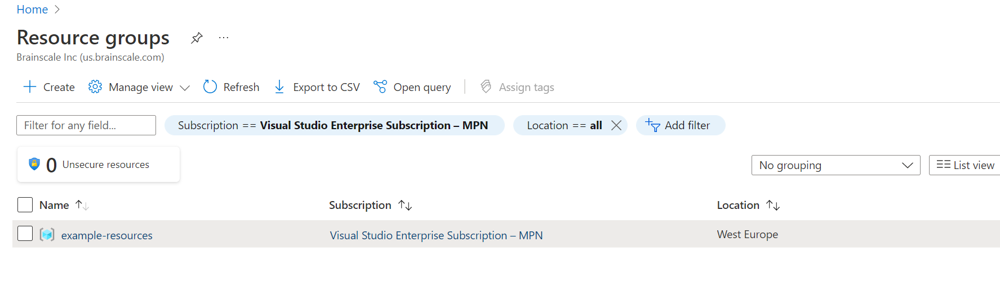 Home
Resource groups
Brainscale Inc (us.brainscale.com)
Create Manage view Refresh Export to CSV Open query Assign tags
Filter for any field... Subscription == Visual Studio Enterprise Subscription – MPN Location == all Add filter
0 Unsecure resources No grouping List view
Name Subscription Location
example-resources Visual Studio Enterprise Subscription – MPN West Europe